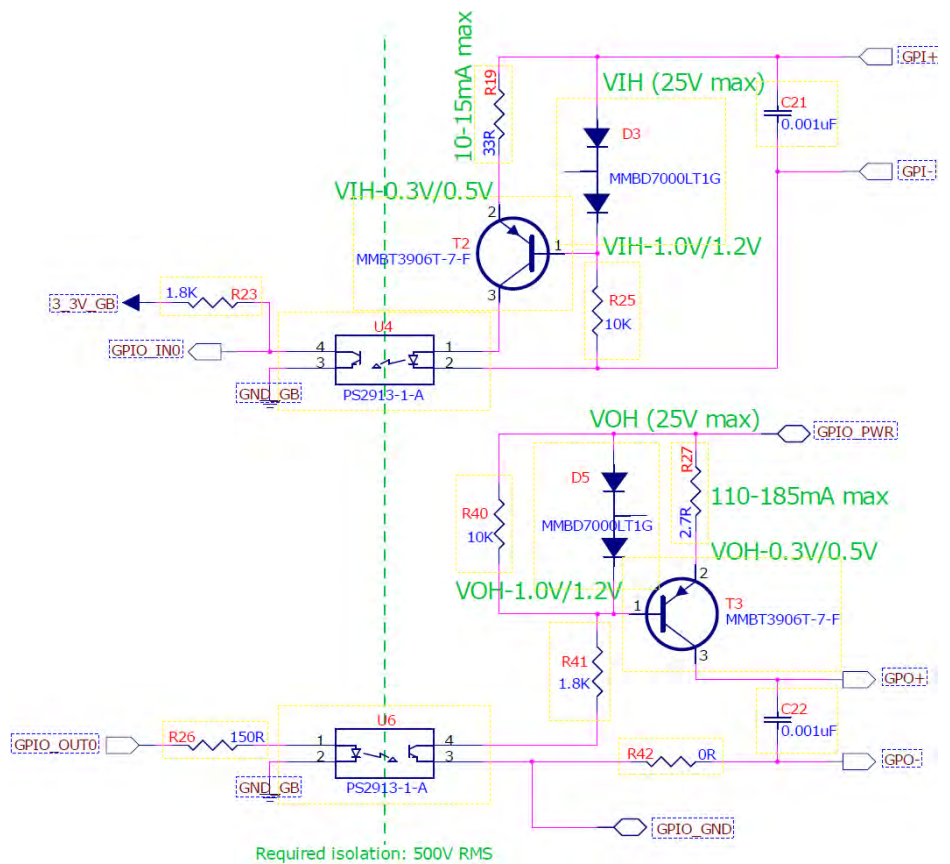 GPI+
10-15mA max
R19
33R
VIH (25V max)
D3
MMBD7000LT1G
C21
0.001uF
GPI-
VIH-0.3V/0.5V
2
T2
MMBT3906T-7-F
1
3
VIH-1.0V/1.2V
R25
10K
3_3V_GB
1.8K
R23
U4
GPIO_IN0
4
1
3
2
GND_GB
PS2913-1-A
VOH (25V max)
GPIO_PWR
R40
10K
D5
MMBD7000LT1G
R27
2.7R
110-185mA max
VOH-0.3V/0.5V
VOH-1.0V/1.2V
2
1
T3
MMBT3906T-7-F
3
R41
1.8K
GPO+
C22
0.001uF
U6
GPIO_OUT0
R26
150R
1
4
2
3
R42
0R
GPO-
GND_GB
PS2913-1-A
GPIO_GND
Required isolation: 500V RMS